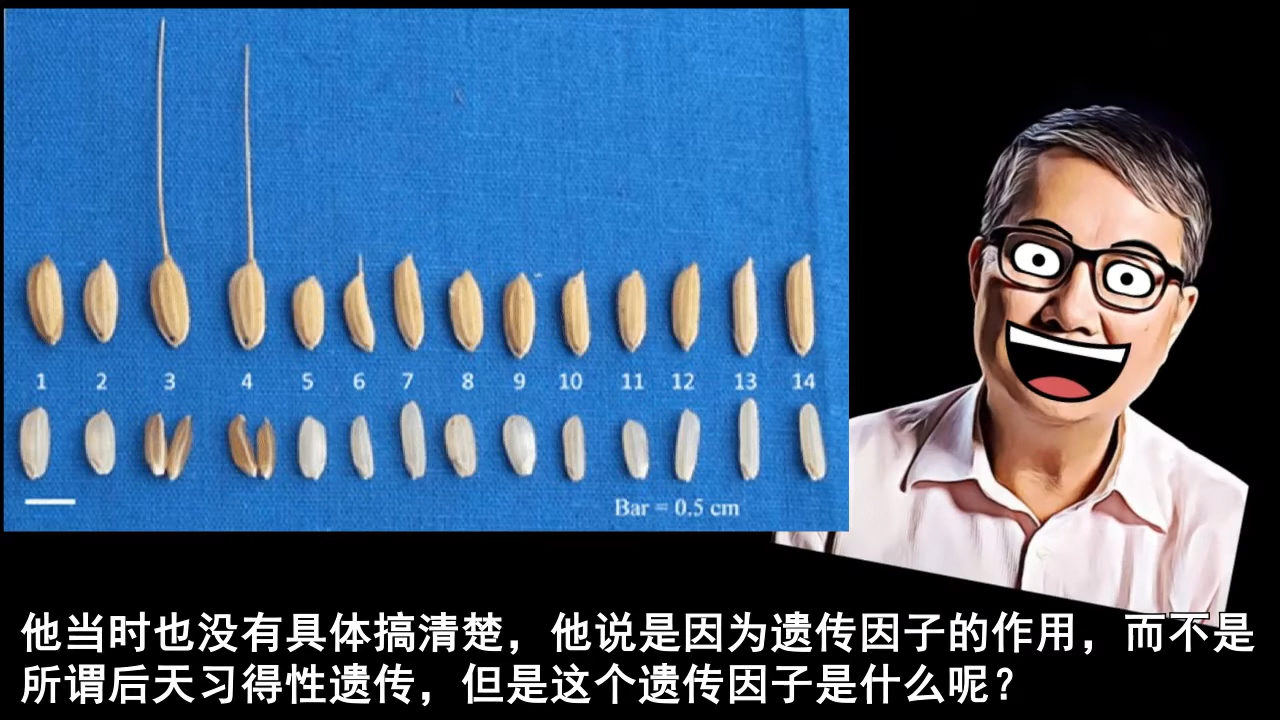 1 2 3 4 5 6 7 8 9 10 11 12 13 14
Bar = 0.5 cm
他当时也没有具体搞清楚，他说是因为遗传因子的作用，而不是
所谓后天习得性遗传，但是这个遗传因子是什么呢？